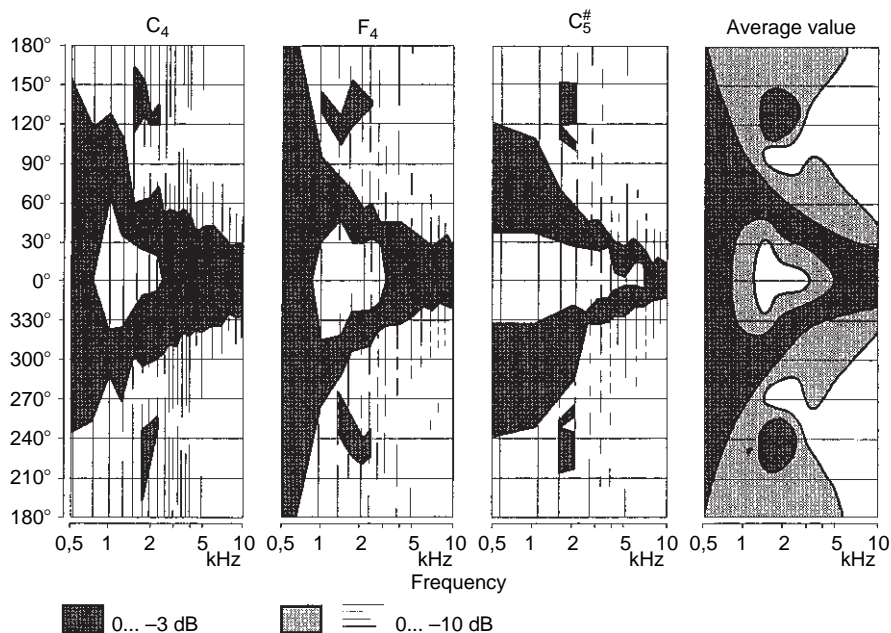 C4 F4 C5# Average value
180°
150°
120°
90°
60°
30°
0°
330°
300°
270°
240°
210°
180°
0,5 1 2 5 10 0,5 1 2 5 10 0,5 1 2 5 10 0,5 1 2 5 10
kHz kHz kHz kHz
Frequency
0... –3 dB 0... –10 dB